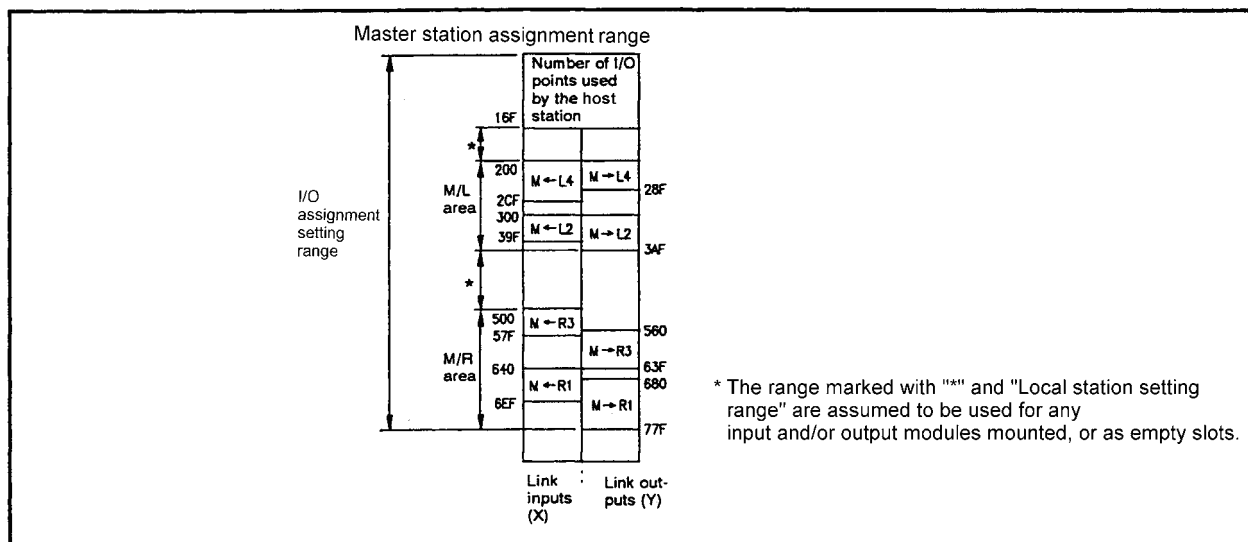 Master station assignment range
Number of I/O
points used
by the host
station
16F
*
200
M←L4
M→L4
28F
I/O
assignment
setting
range
M/L
area
2CF
300
M←L2
M→L2
39F
3AF
*
500
M←R3
560
57F
M→R3
M/R
area
640
63F
M←R1
680
6EF
M→R1
77F
* The range marked with "*" and "Local station setting
range" are assumed to be used for any
input and/or output modules mounted, or as empty slots.
Link
inputs
(X)
Link out-
puts (Y)